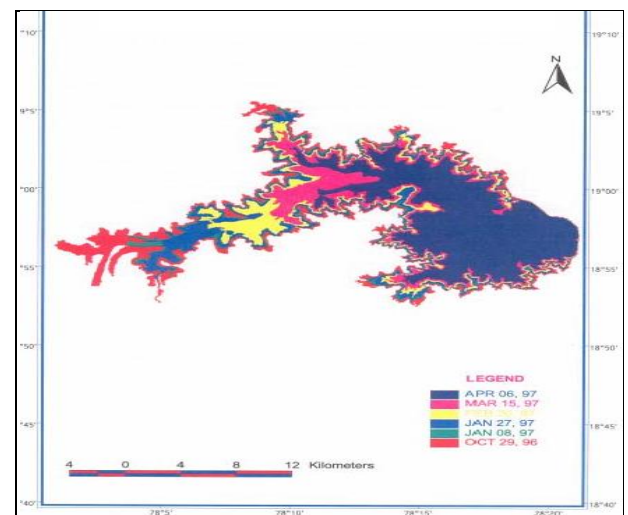 °10' 19°10'
N
9°5' 19°05'
°00 19°00'
°55 18°55'
°50' 18°50'
LEGEND
APR 06, 97
MAR 15, 97
JAN 27, 97
°45' 18°45'
JAN 08, 97
OCT 29, 96
4 0 4 8 12 Kilometers
°40' 18°40'
78°5' 78°10' 78°15' 78°20'